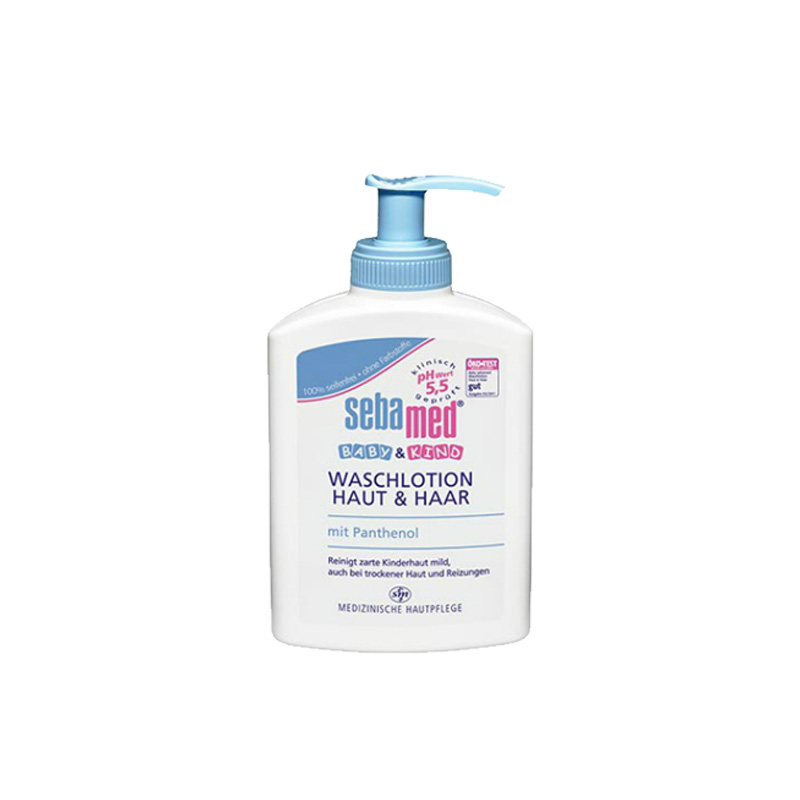 100% seifenfrei • ohne Farbstoffe
klinisch
pH Wert
5,5
geprüft
ÖKO-TEST
gut
sebamed®
BABY & KIND
WASCHLOTION
HAUT & HAAR
mit Panthenol
Reinigt zarte Kinderhaut mild,
auch bei trockener Haut und Reizungen
sm
MEDIZINISCHE HAUTPFLEGE